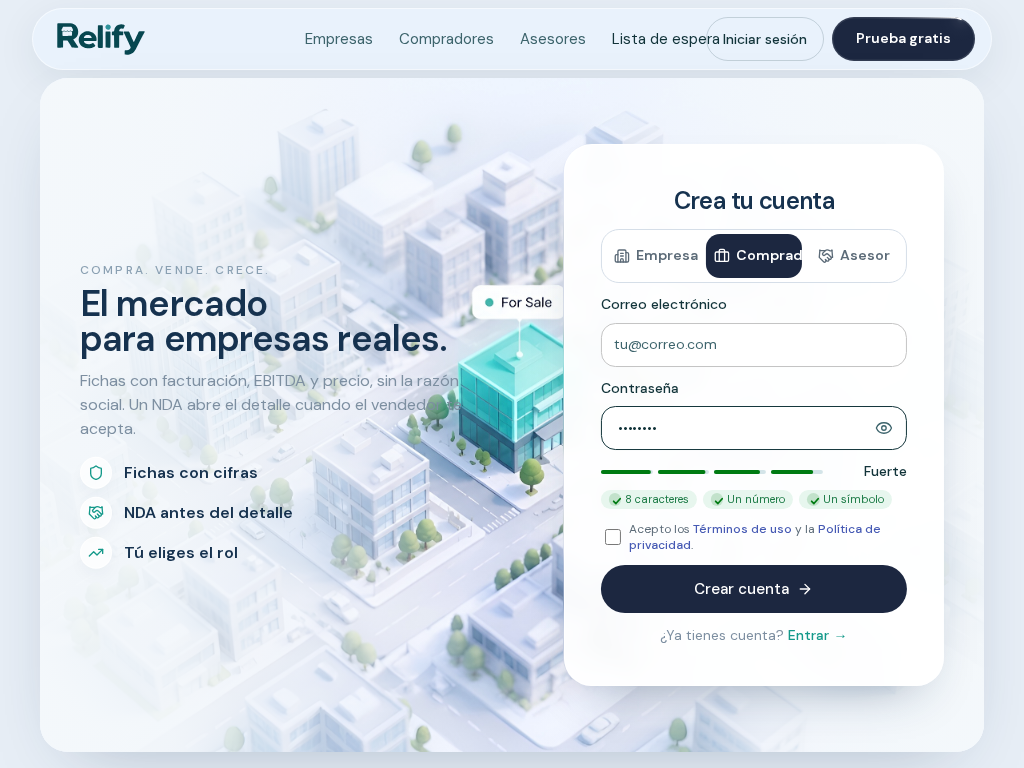 Relify
Empresas
Compradores
Asesores
Lista de espera
Iniciar sesión
Prueba gratis
COMPRA. VENDE. CRECE.
El mercado
para empresas reales.
Fichas con facturación, EBITDA y precio, sin la razón
social. Un NDA abre el detalle cuando el
acepta.
Fichas con cifras
NDA antes del detalle
Tú eliges el rol
For Sale
Crea tu cuenta
Empresa
Comprad
Asesor
Correo electrónico
tu@correo.com
Contraseña
••••••••
Fuerte
8 caracteres
Un número
Un símbolo
Acepto los Términos de uso y la Política de
privacidad.
Crear cuenta →
¿Ya tienes cuenta? Entrar →